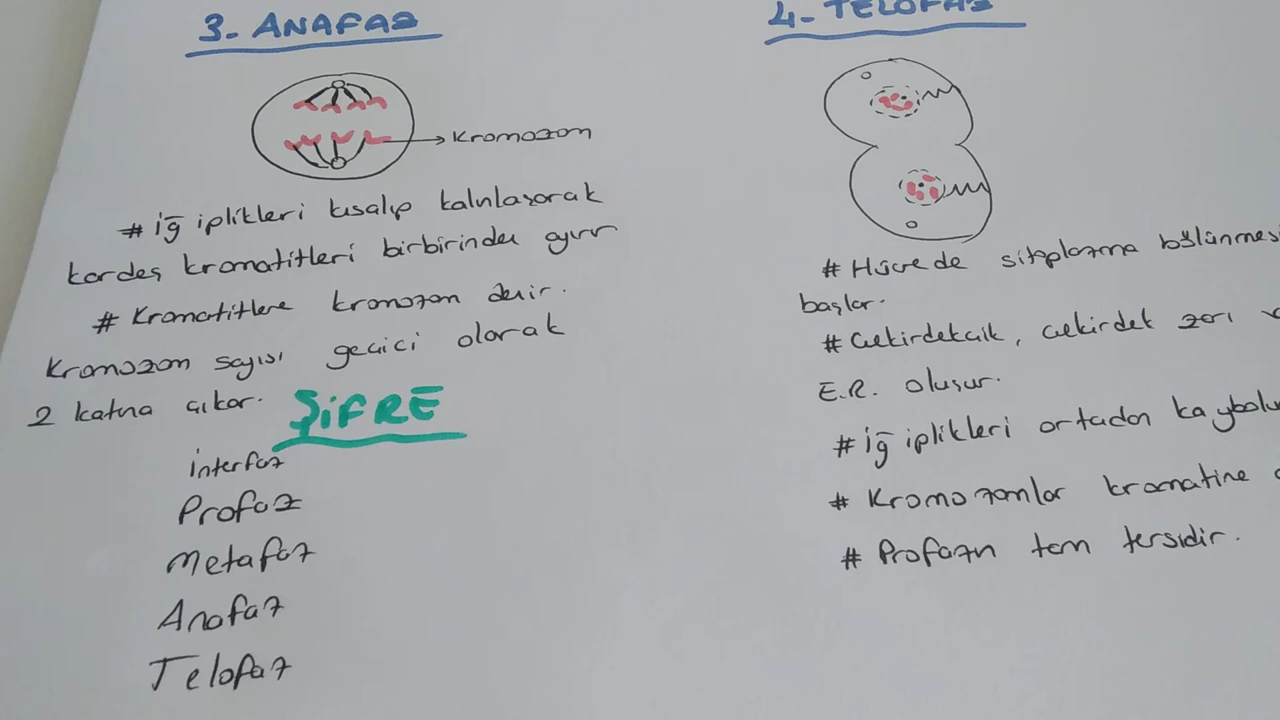 3- ANAFAZ
Kromozom
# İğ iplikleri kısalıp kalınlaşarak
kardeş kromatitleri birbirinden ayırır
# Kromatitlere kromozom denir.
Kromozom sayısı geçici olarak
2 katına çıkar.
ŞİFRE
İnterfaz
Profaz
Metafaz
Anafaz
Telofaz
4- TELOFAZ
# Hücrede sitoplazma bölünmesi
başlar.
# Çekirdekcik, çekirdek zarı
E.R. oluşur.
# İğ iplikleri ortadan kaybolu
# Kromozomlar kromatine
# Profazın tam tersidir.